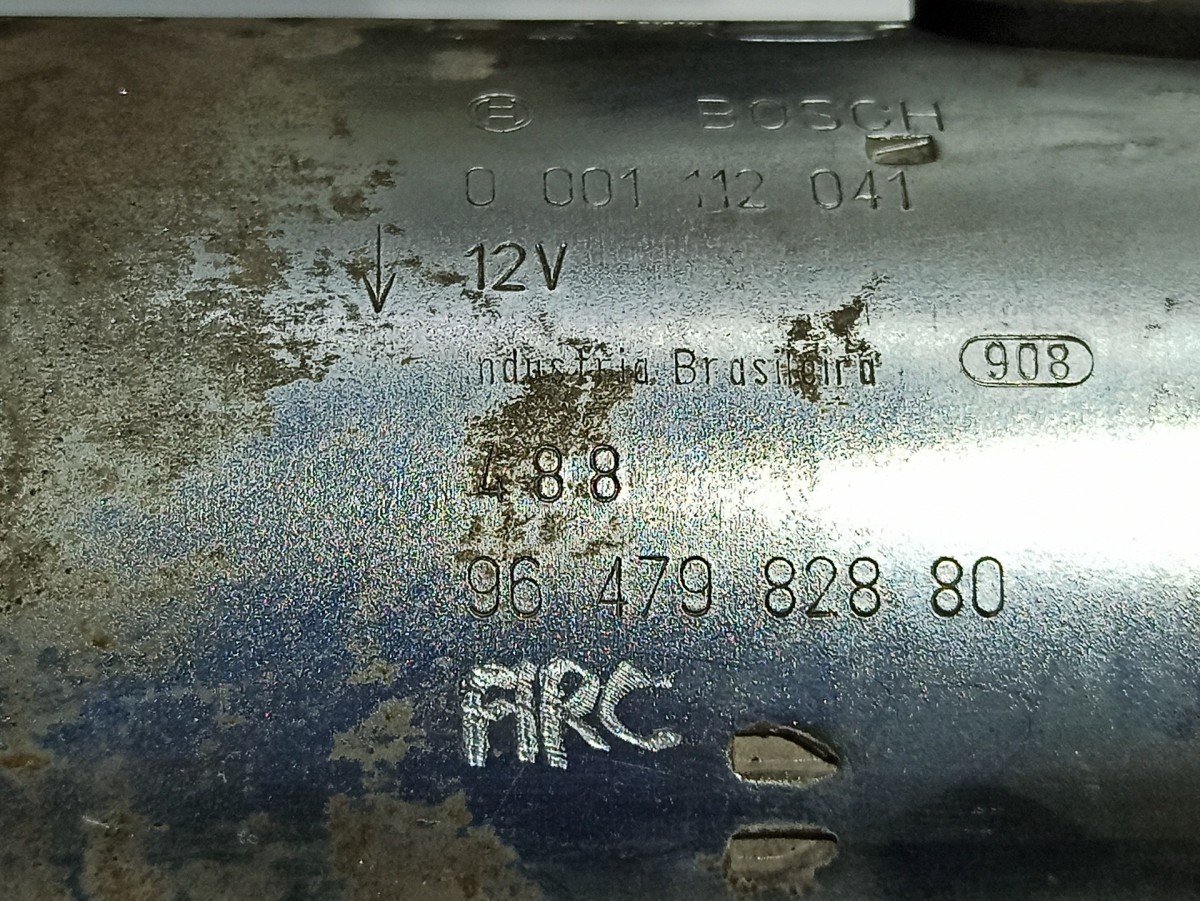 BOSCH
0 001 112 041
12V
Industria Brasileira 908
488
96 479 828 80
ARC